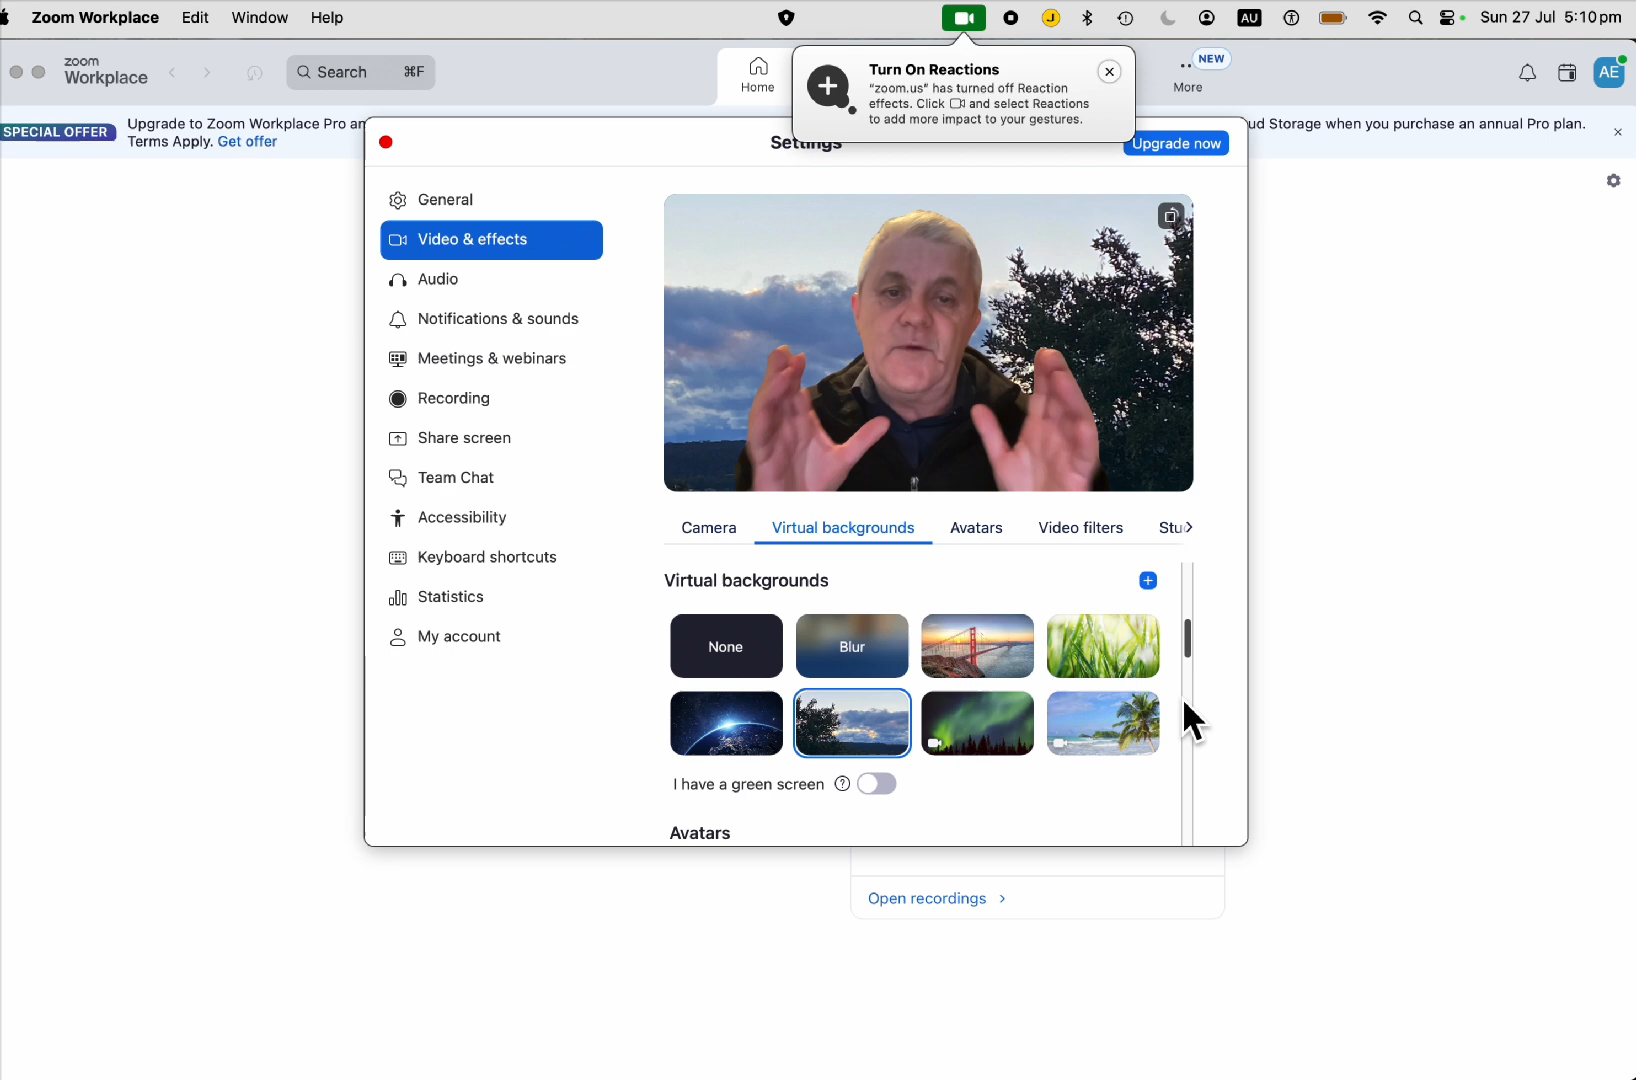 Zoom Workplace Edit Window Help
J AU Sun 27 Jul 5:10 pm
zoom
Workplace
Search ⌘F
Home
Turn On Reactions
"zoom.us" has turned off Reaction
effects. Click and select Reactions
to add more impact to your gestures.
NEW
More
AE
SPECIAL OFFER
Upgrade to Zoom Workplace Pro
ud Storage when you purchase an annual Pro plan.
Terms Apply. Get offer
Settings
Upgrade now
General
Video & effects
Audio
Notifications & sounds
Meetings & webinars
Recording
Share screen
Team Chat
Accessibility
Keyboard shortcuts
Statistics
My account
Camera Virtual backgrounds Avatars Video filters Stu
Virtual backgrounds
None Blur
I have a green screen
Avatars
Open recordings